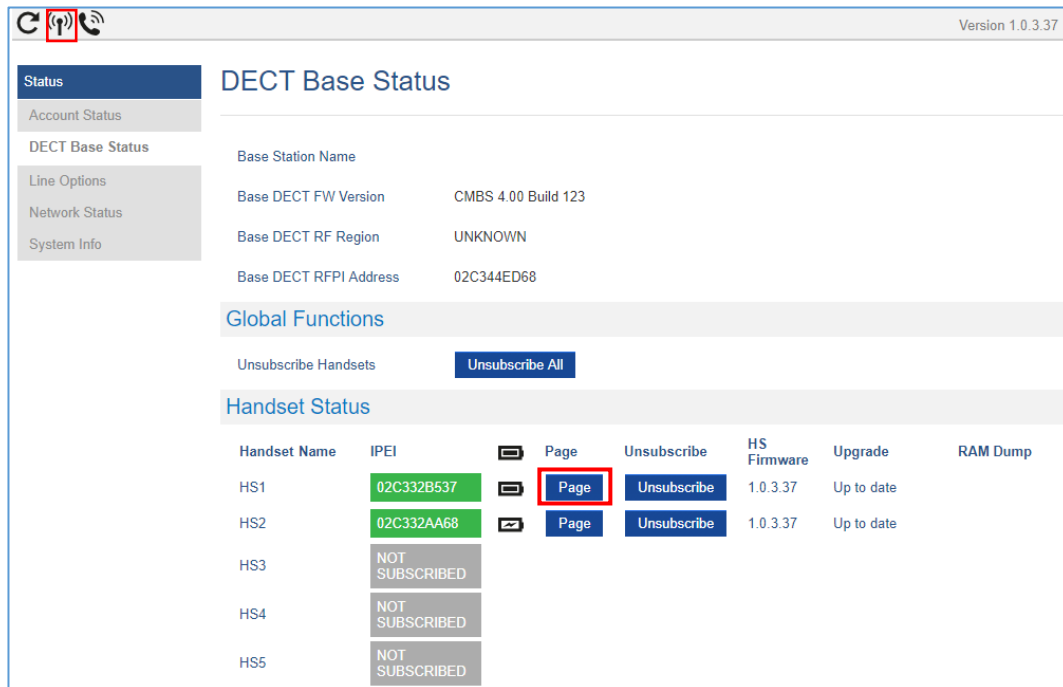 Version 1.0.3.37
Status
Account Status
DECT Base Status
Line Options
Network Status
System Info
DECT Base Status
Base Station Name
Base DECT FW Version CMBS 4.00 Build 123
Base DECT RF Region UNKNOWN
Base DECT RFPI Address 02C344ED68
Global Functions
Unsubscribe Handsets Unsubscribe All
Handset Status
Handset Name IPEI Page Unsubscribe HS Firmware Upgrade RAM Dump
HS1 02C332B537 Page Unsubscribe 1.0.3.37 Up to date
HS2 02C332AA68 Page Unsubscribe 1.0.3.37 Up to date
HS3 NOT SUBSCRIBED
HS4 NOT SUBSCRIBED
HS5 NOT SUBSCRIBED